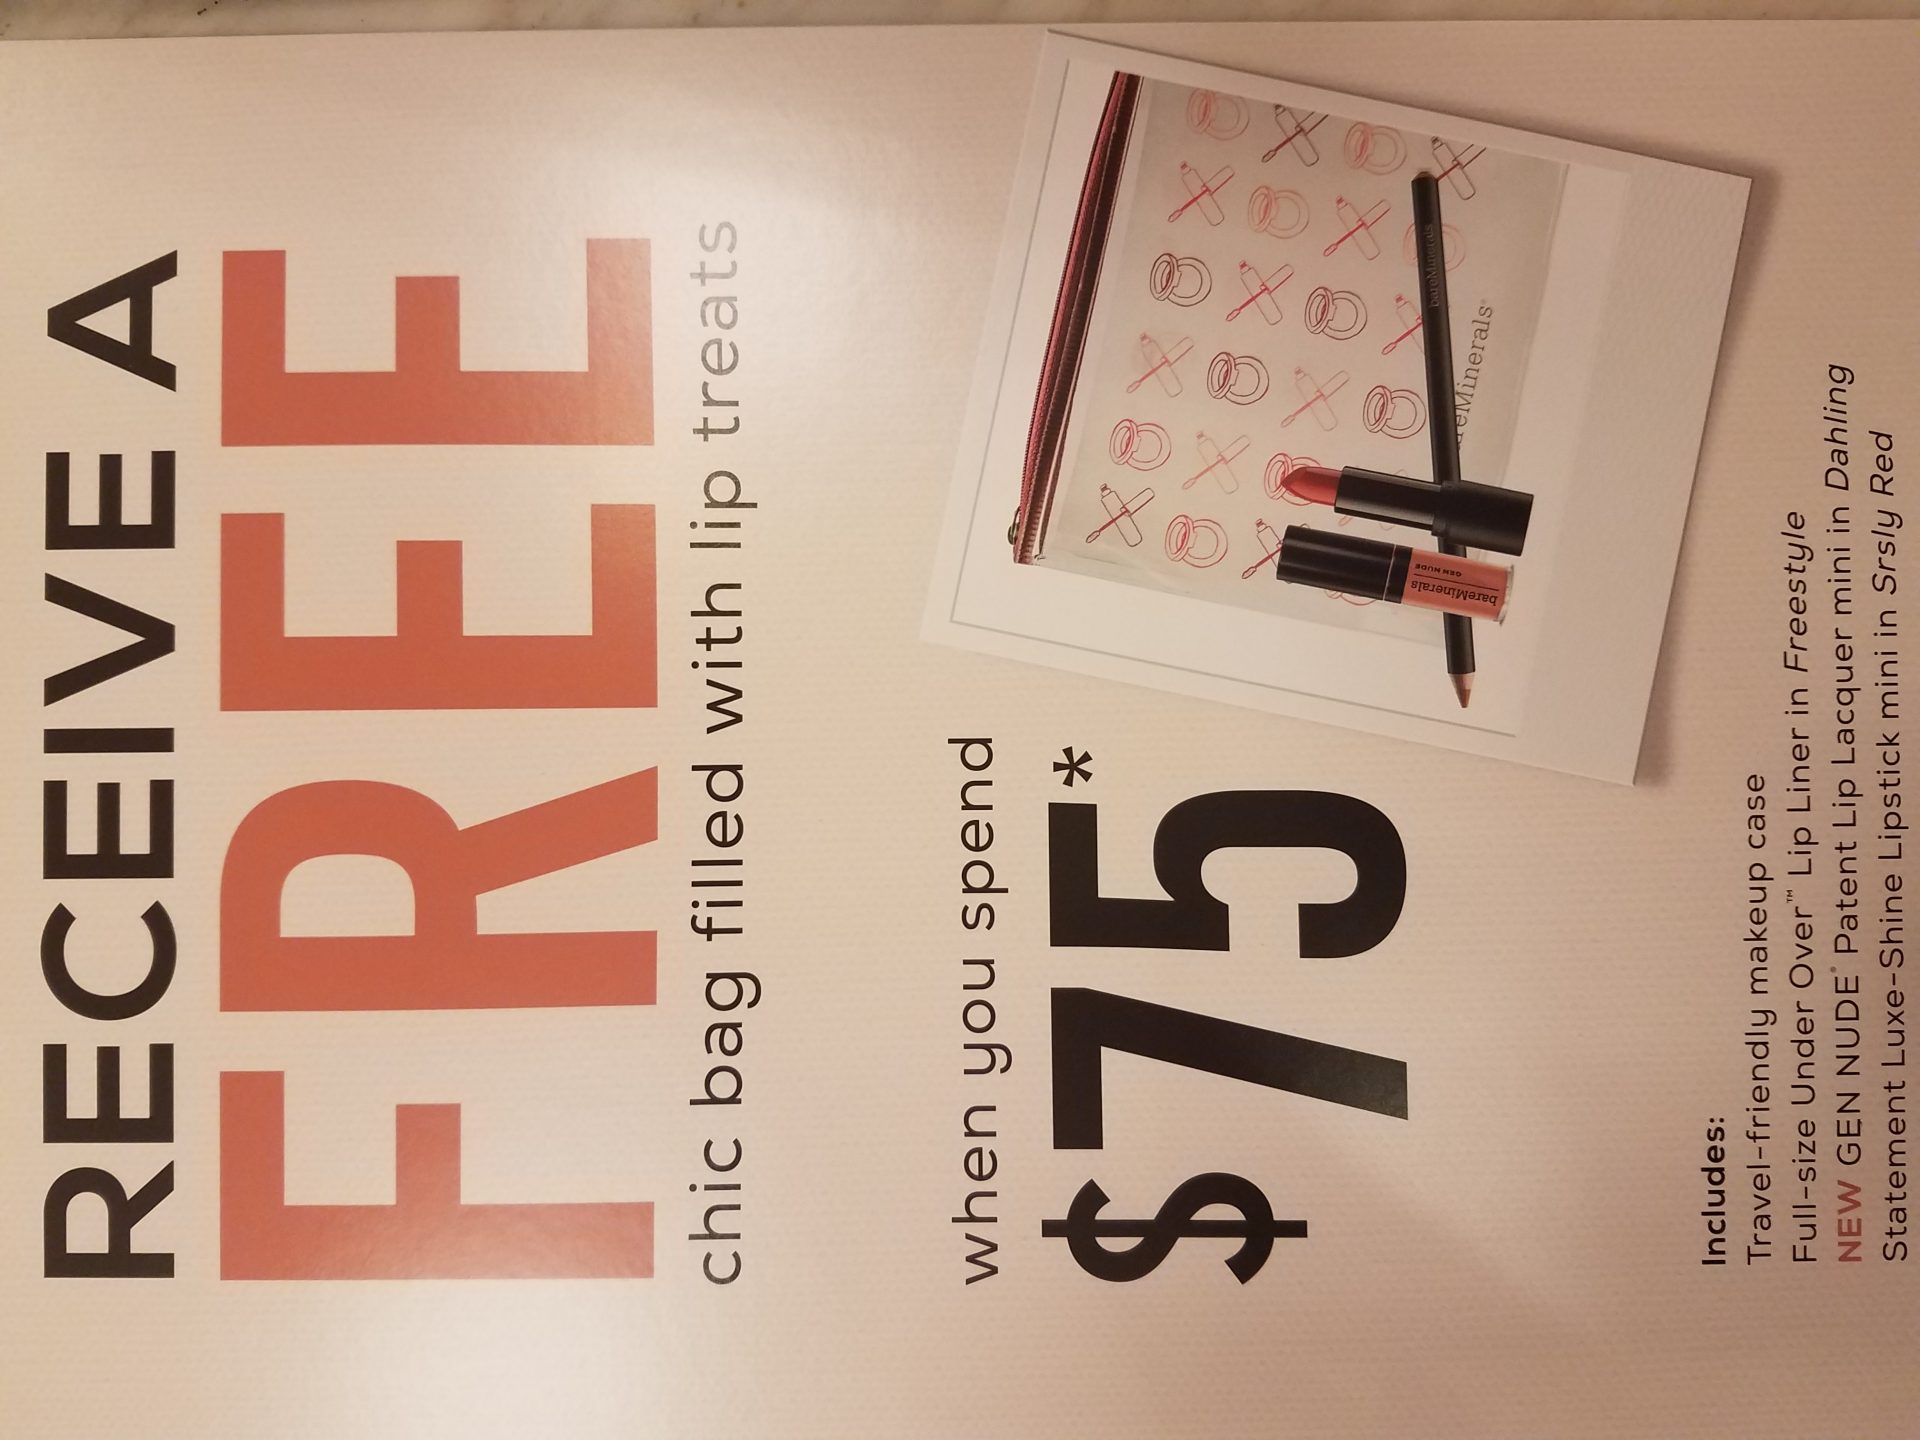 RECEIVE A
FREE
chic bag filled with lip treats
when you spend
$75*
bareMinerals
eMinerals®
bareMinerals
GEN NUDE
Includes:
Travel-friendly makeup case
Full-size Under Over™ Lip Liner in Freestyle
NEW GEN NUDE® Patent Lip Lacquer mini in Dahling
Statement Luxe-Shine Lipstick mini in Srsly Red